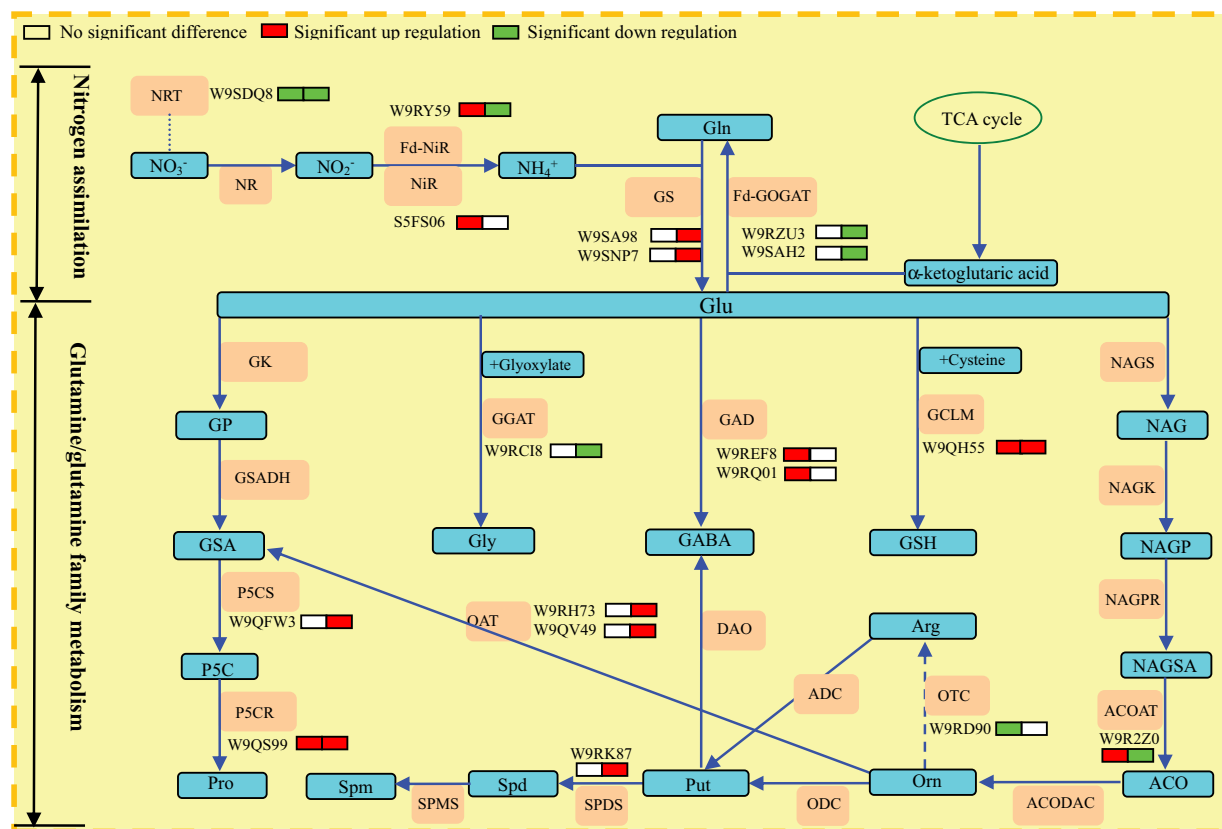 No significant difference Significant up regulation Significant down regulation
Nitrogen assimilation
Glutamine/glutamine family metabolism
NRT W9SDQ8
W9RY59
TCA cycle
Gln
Fd-NiR
NO₃⁻ NO₂⁻ NH₄⁺
NR NiR GS Fd-GOGAT
S5FS06
W9SA98 W9RZU3
W9SNP7 W9SAH2
α-ketoglutaric acid
Glu
GK +Glyoxylate +Cysteine NAGS
GP GGAT GAD GCLM NAG
W9RCI8 W9REF8 W9QH55
W9RQ01
GSADH NAGK
GSA Gly GABA GSH NAGP
P5CS NAGPR
W9QFW3 OAT W9RH73 DAO Arg
W9QV49
P5C NAGSA
ADC OTC
P5CR ACOAT
W9RD90
W9QS99 W9R2Z0
W9RK87
Pro Spm Spd Put Orn ACO
SPMS SPDS ODC ACODAC